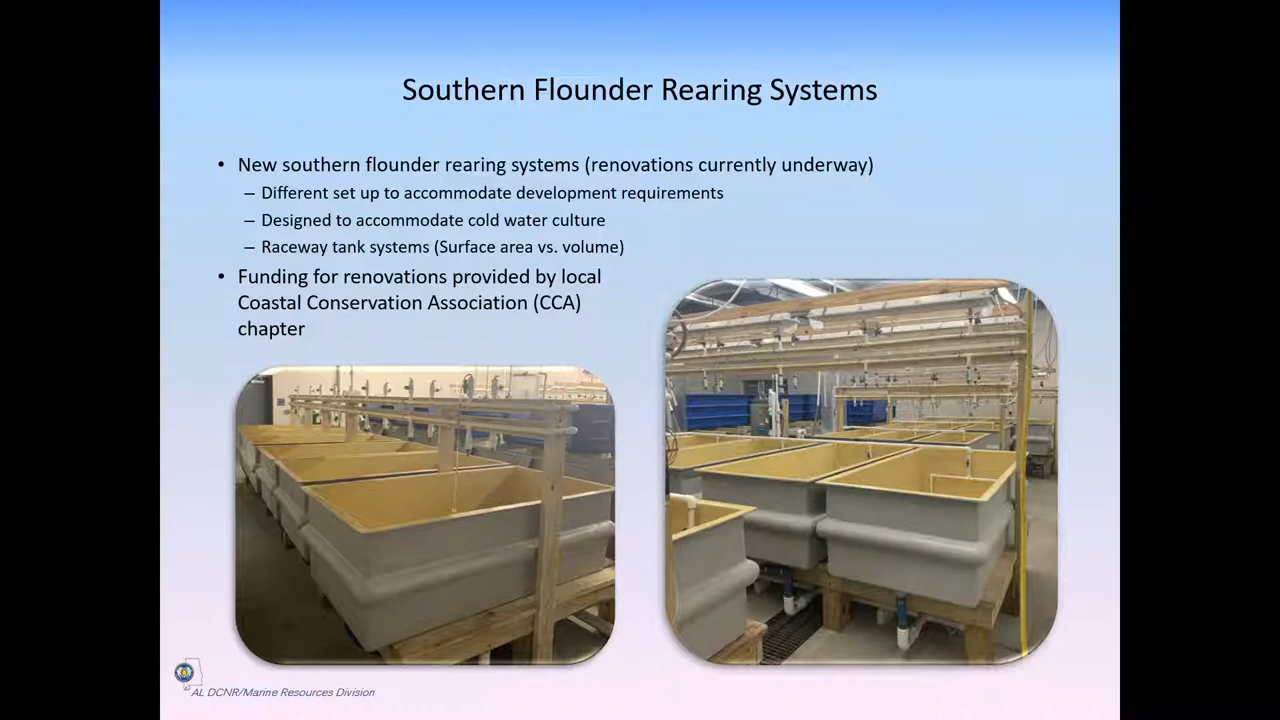 Southern Flounder Rearing Systems
• New southern flounder rearing systems (renovations currently underway)
– Different set up to accommodate development requirements
– Designed to accommodate cold water culture
– Raceway tank systems (Surface area vs. volume)
• Funding for renovations provided by local
Coastal Conservation Association (CCA)
chapter
AL DCNR/Marine Resources Division